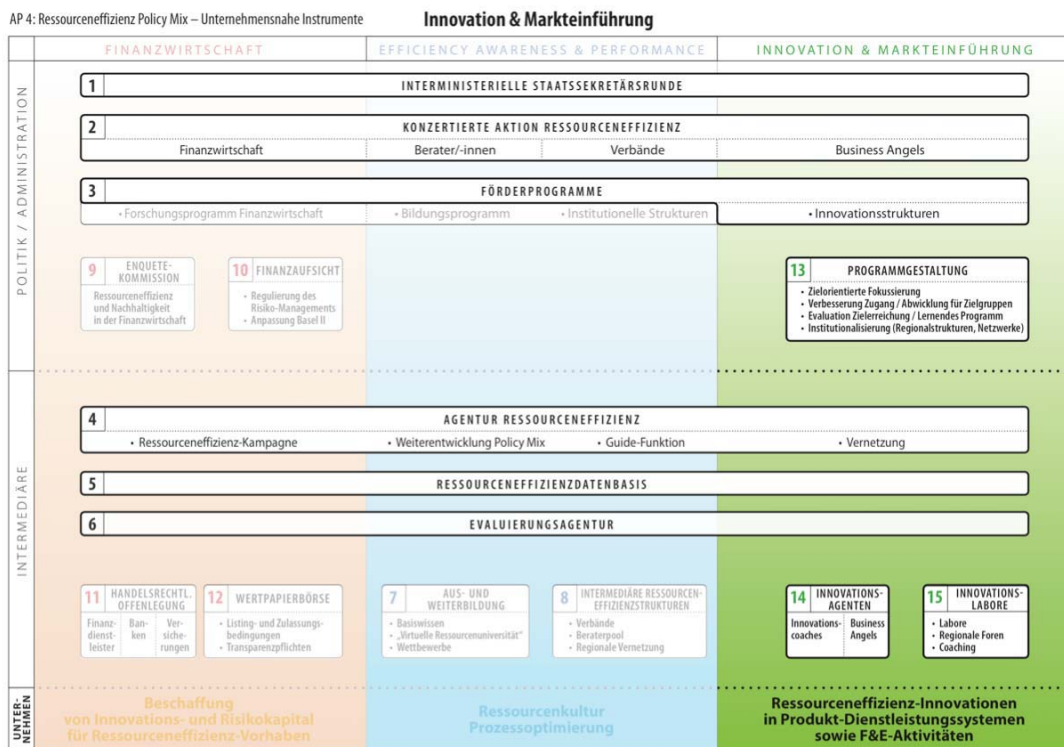 AP 4: Ressourceneffizienz Policy Mix – Unternehmensnahe Instrumente
Innovation & Markteinführung
FINANZWIRTSCHAFT
EFFICIENCY AWARENESS & PERFORMANCE
INNOVATION & MARKTEINFÜHRUNG
POLITIK / ADMINISTRATION
1 INTERMINISTERIELLE STAATSSEKRETÄRSRUNDE
2 KONZERTIERTE AKTION RESSOURCENEFFIZIENZ
Finanzwirtschaft
Berater/-innen
Verbände
Business Angels
3 FÖRDERPROGRAMME
• Forschungsprogramm Finanzwirtschaft
• Bildungsprogramm
• Institutionelle Strukturen
• Innovationsstrukturen
9 ENQUETE-
KOMMISSION
Ressourceneffizienz
und Nachhaltigkeit
in der Finanzwirtschaft
10 FINANZAUFSICHT
• Regulierung des
Risiko-Managements
• Anpassung Basel II
13 PROGRAMMGESTALTUNG
• Zielorientierte Fokussierung
• Verbesserung Zugang / Abwicklung für Zielgruppen
• Evaluation Zielerreichung / Lernendes Programm
• Institutionalisierung (Regionalstrukturen, Netzwerke)
INTERMEDIÄRE
4 AGENTUR RESSOURCENEFFIZIENZ
• Ressourceneffizienz-Kampagne
• Weiterentwicklung Policy Mix
• Guide-Funktion
• Vernetzung
5 RESSOURCENEFFIZIENZDATENBASIS
6 EVALUIERUNGSAGENTUR
11 HANDELSRECHTL.
OFFENLEGUNG
Finanz-
dienst-
leister
Ban-
ken
Ver-
siche-
rungen
12 WERTPAPIERBÖRSE
• Listing- und Zulassungs-
bedingungen
• Transparenzpflichten
7 AUS- UND
WEITERBILDUNG
• Basiswissen
• „Virtuelle Ressourcenuniversität"
• Wettbewerbe
8 INTERMEDIÄRE RESSOURCEN-
EFFIZIENZSTRUKTUREN
• Verbände
• Beraterpool
• Regionale Vernetzung
14 INNOVATIONS-
AGENTEN
Innovations-
coaches
Business
Angels
15 INNOVATIONS-
LABORE
• Labore
• Regionale Foren
• Coaching
UNTER-
NEHMEN
Beschaffung
von Innovations- und Risikokapital
für Ressourceneffizienz-Vorhaben
Ressourcenkultur
Prozessoptimierung
Ressourceneffizienz-Innovationen
in Produkt-Dienstleistungssystemen
sowie F&E-Aktivitäten